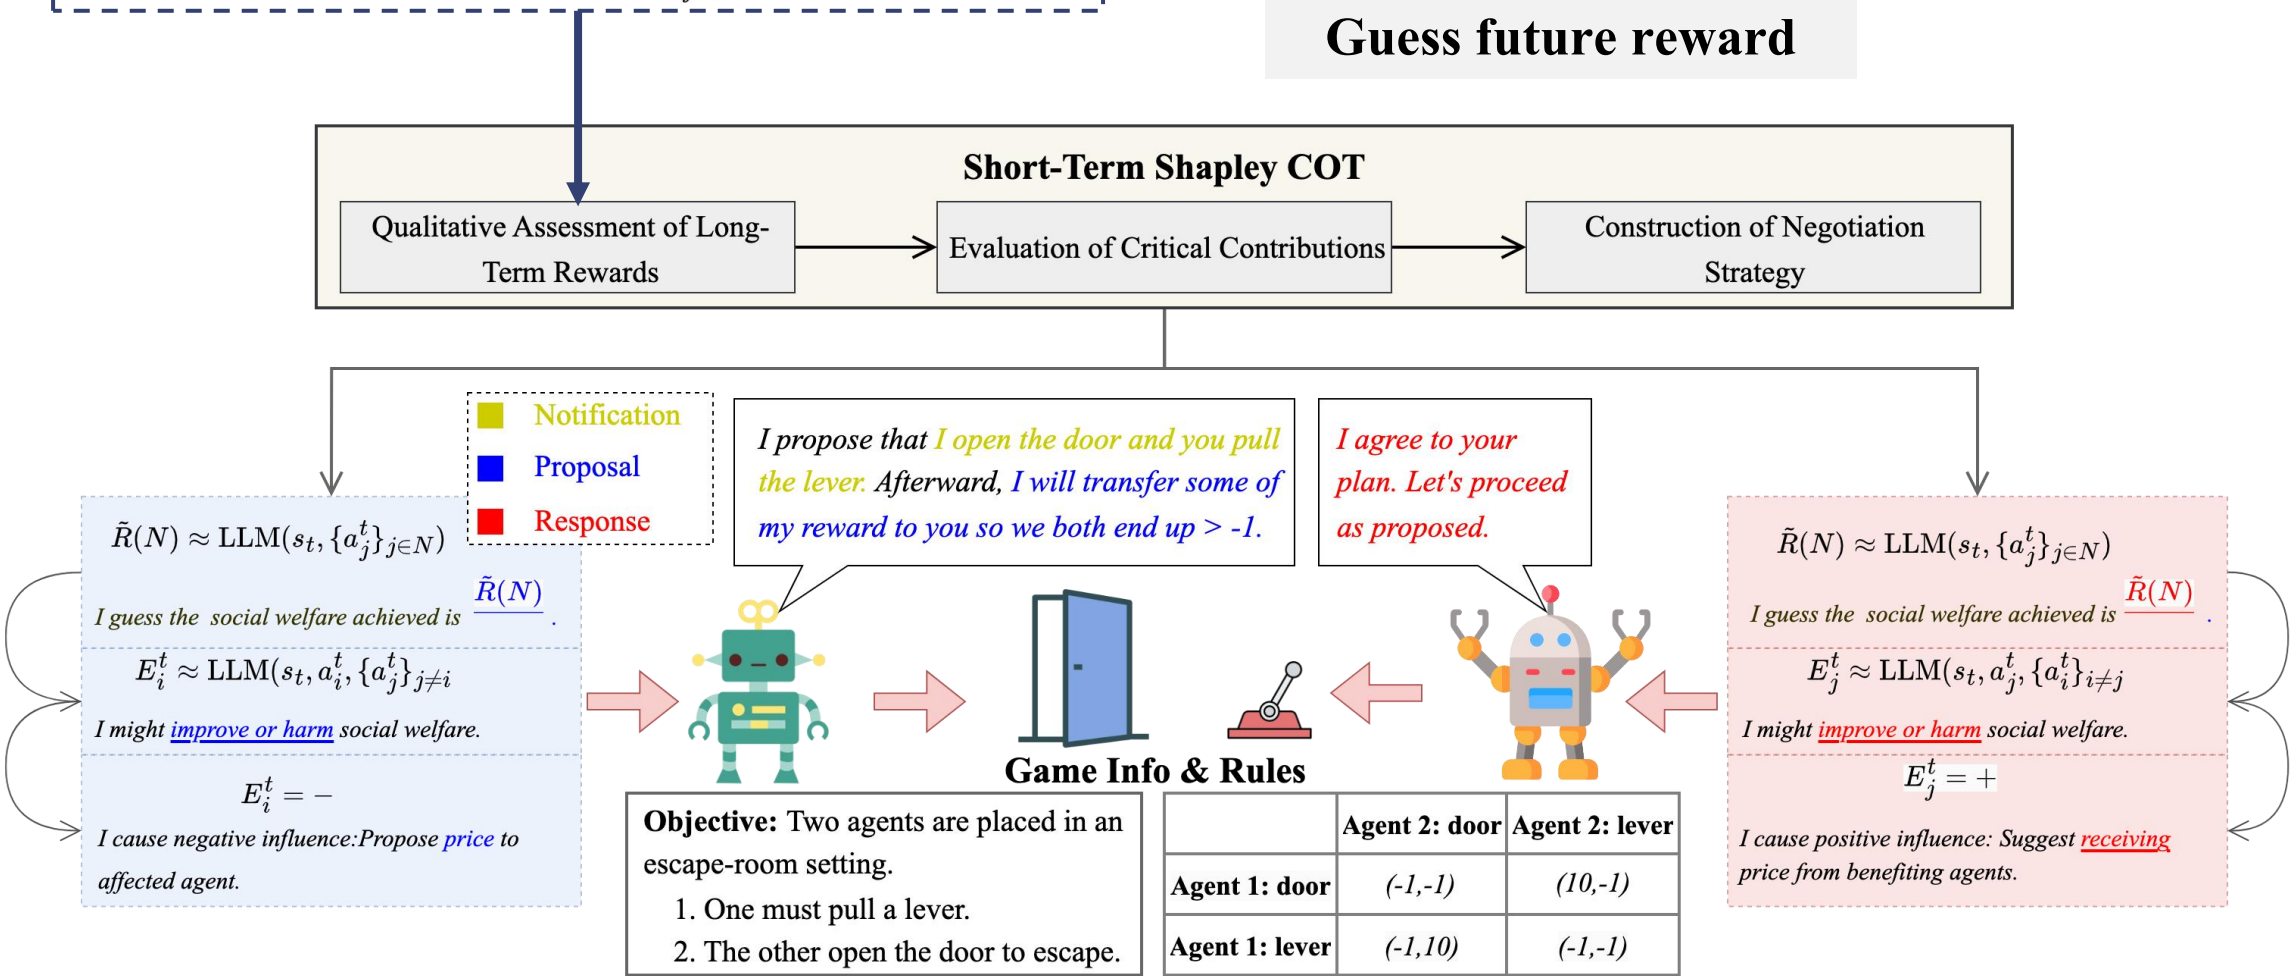 Guess future reward
Short-Term Shapley COT
Qualitative Assessment of Long-
Term Rewards
Evaluation of Critical Contributions
Construction of Negotiation
Strategy
Notification
Proposal
Response
I propose that I open the door and you pull
the lever. Afterward, I will transfer some of
my reward to you so we both end up > -1.
I agree to your
plan. Let's proceed
as proposed.
R̃(N) ≈ LLM(s_t, {a_j^t}_{j∈N})
I guess the social welfare achieved is R̃(N) .
E_i^t ≈ LLM(s_t, a_i^t, {a_j^t}_{j≠i}
I might improve or harm social welfare.
E_i^t = −
I cause negative influence:Propose price to
affected agent.
R̃(N) ≈ LLM(s_t, {a_j^t}_{j∈N})
I guess the social welfare achieved is R̃(N) .
E_j^t ≈ LLM(s_t, a_j^t, {a_i^t}_{i≠j}
I might improve or harm social welfare.
E_j^t = +
I cause positive influence: Suggest receiving
price from benefiting agents.
Game Info & Rules
Objective: Two agents are placed in an
escape-room setting.
1. One must pull a lever.
2. The other open the door to escape.
Agent 2: door Agent 2: lever
Agent 1: door (-1,-1) (10,-1)
Agent 1: lever (-1,10) (-1,-1)